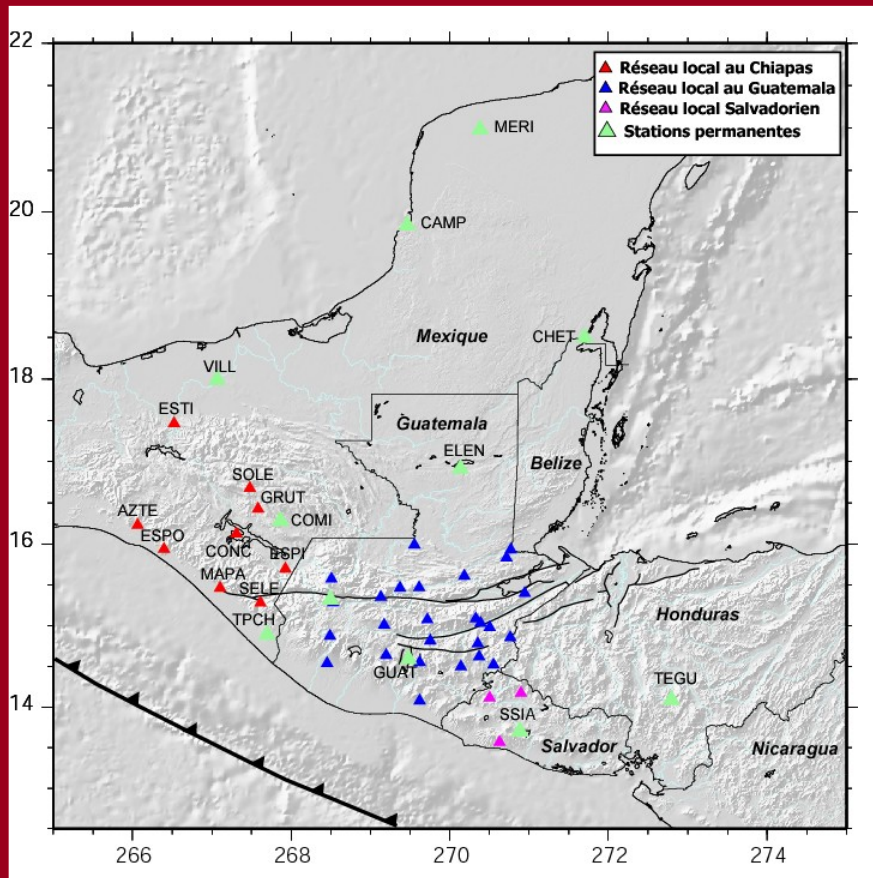 22
Réseau local au Chiapas
Réseau local au Guatemala
Réseau local Salvadorien
Stations permanentes
MERI
20
CAMP
Mexique
CHET
VILL
18
ESTI
Guatemala
ELEN
Belize
SOLE
GRUT
AZTE
COMI
ESPO
16
CONC
ESPI
MAPA
SELE
TPCH
Honduras
GUAT
TEGU
14
SSIA
Salvador
Nicaragua
266 268 270 272 274